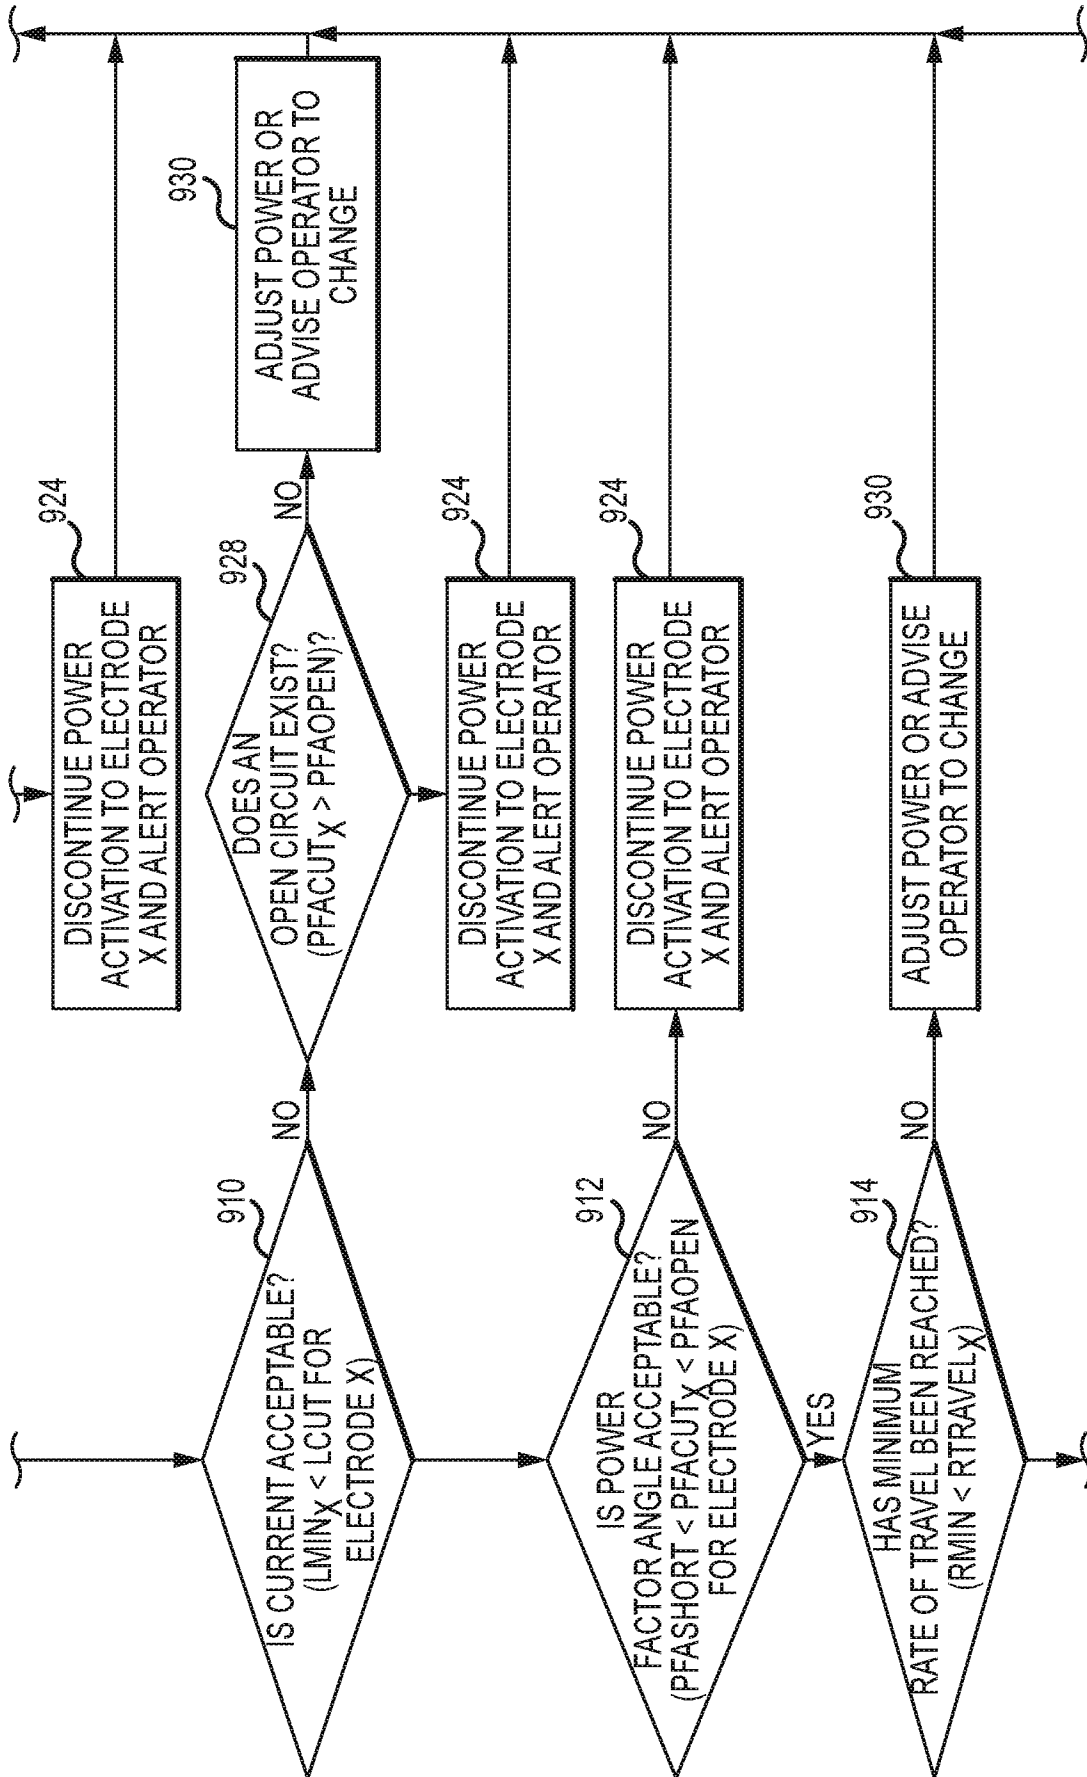 924
DISCONTINUE POWER
ACTIVATION TO ELECTRODE
X AND ALERT OPERATOR
910
IS CURRENT ACCEPTABLE?
(LMINX < LCUT FOR
ELECTRODE X)
NO
928
DOES AN
OPEN CIRCUIT EXIST?
(PFACUTX > PFAOPEN)?
NO
930
ADJUST POWER OR
ADVISE OPERATOR TO
CHANGE
924
DISCONTINUE POWER
ACTIVATION TO ELECTRODE
X AND ALERT OPERATOR
912
IS POWER
FACTOR ANGLE ACCEPTABLE?
(PFASHORT < PFACUTX < PFAOPEN
FOR ELECTRODE X)
NO
924
DISCONTINUE POWER
ACTIVATION TO ELECTRODE
X AND ALERT OPERATOR
YES
914
HAS MINIMUM
RATE OF TRAVEL BEEN REACHED?
(RMIN < RTRAVELX)
NO
930
ADJUST POWER OR ADVISE
OPERATOR TO CHANGE